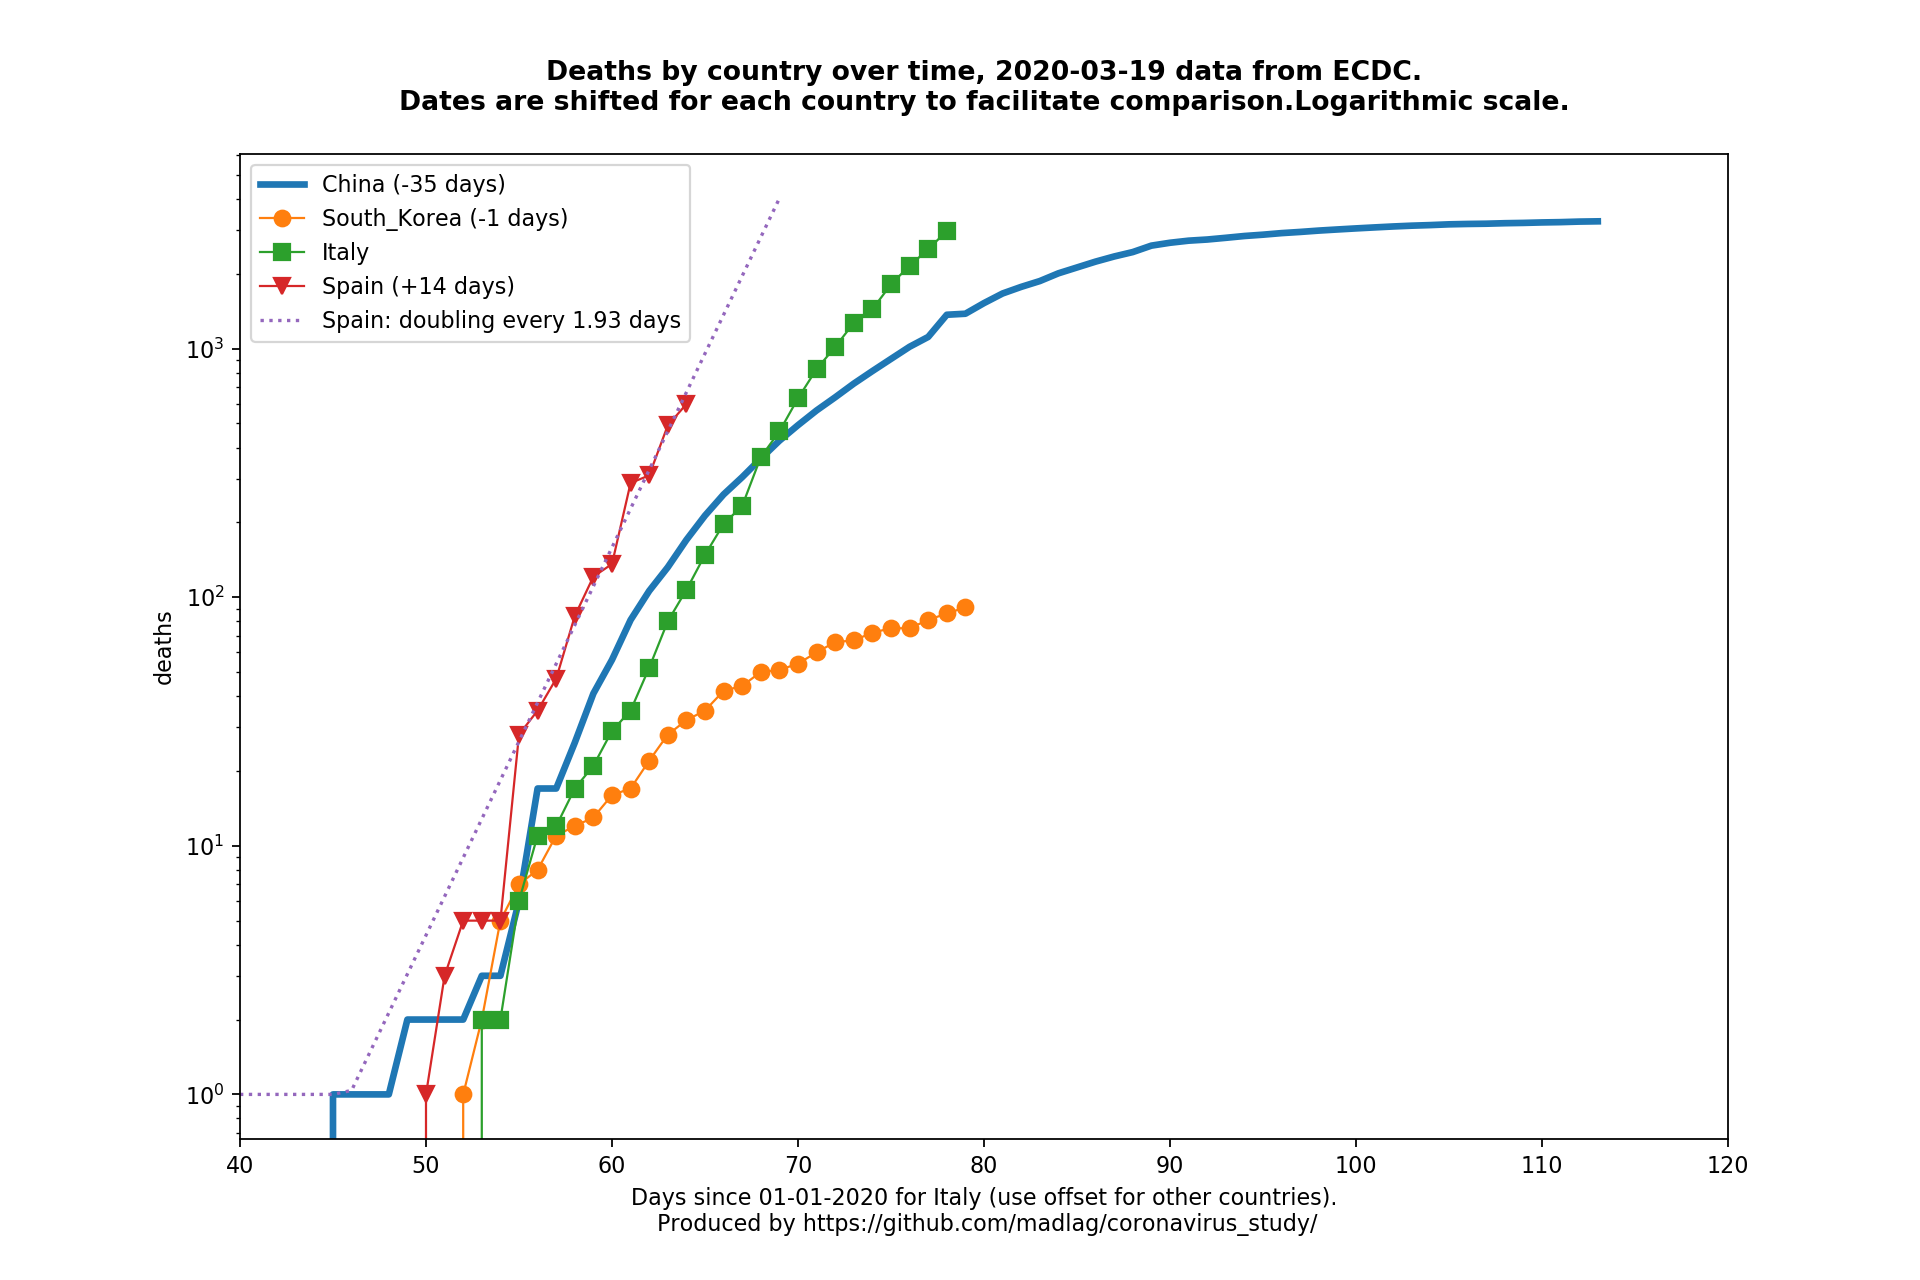 Deaths by country over time, 2020-03-19 data from ECDC.
Dates are shifted for each country to facilitate comparison.Logarithmic scale.
China (-35 days)
South_Korea (-1 days)
Italy
Spain (+14 days)
Spain: doubling every 1.93 days
10³
10²
10¹
10⁰
deaths
40 50 60 70 80 90 100 110 120
Days since 01-01-2020 for Italy (use offset for other countries).
Produced by https://github.com/madlag/coronavirus_study/